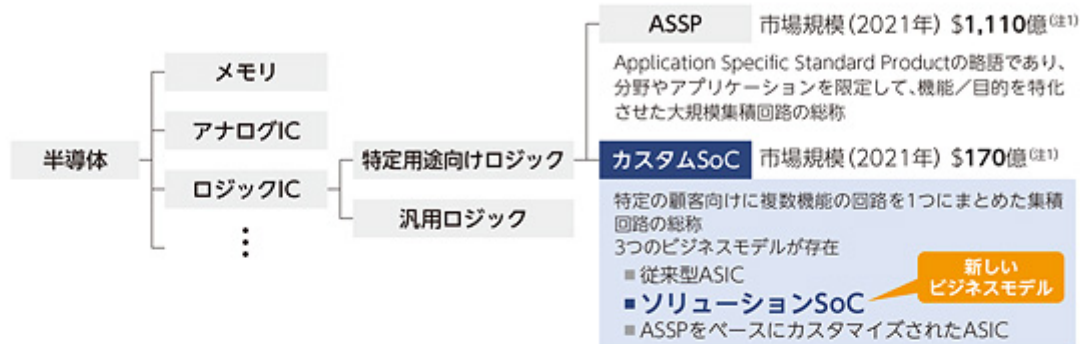 半導体
メモリ
アナログIC
ロジックIC
特定用途向けロジック
汎用ロジック
ASSP 市場規模(2021年) $1,110億(注1)
Application Specific Standard Productの略語であり、
分野やアプリケーションを限定して、機能／目的を特化
させた大規模集積回路の総称
カスタムSoC 市場規模(2021年) $170億(注1)
特定の顧客向けに複数機能の回路を1つにまとめた集積
回路の総称
3つのビジネスモデルが存在
■従来型ASIC
■ソリューションSoC
新しい
ビジネスモデル
■ASSPをベースにカスタマイズされたASIC